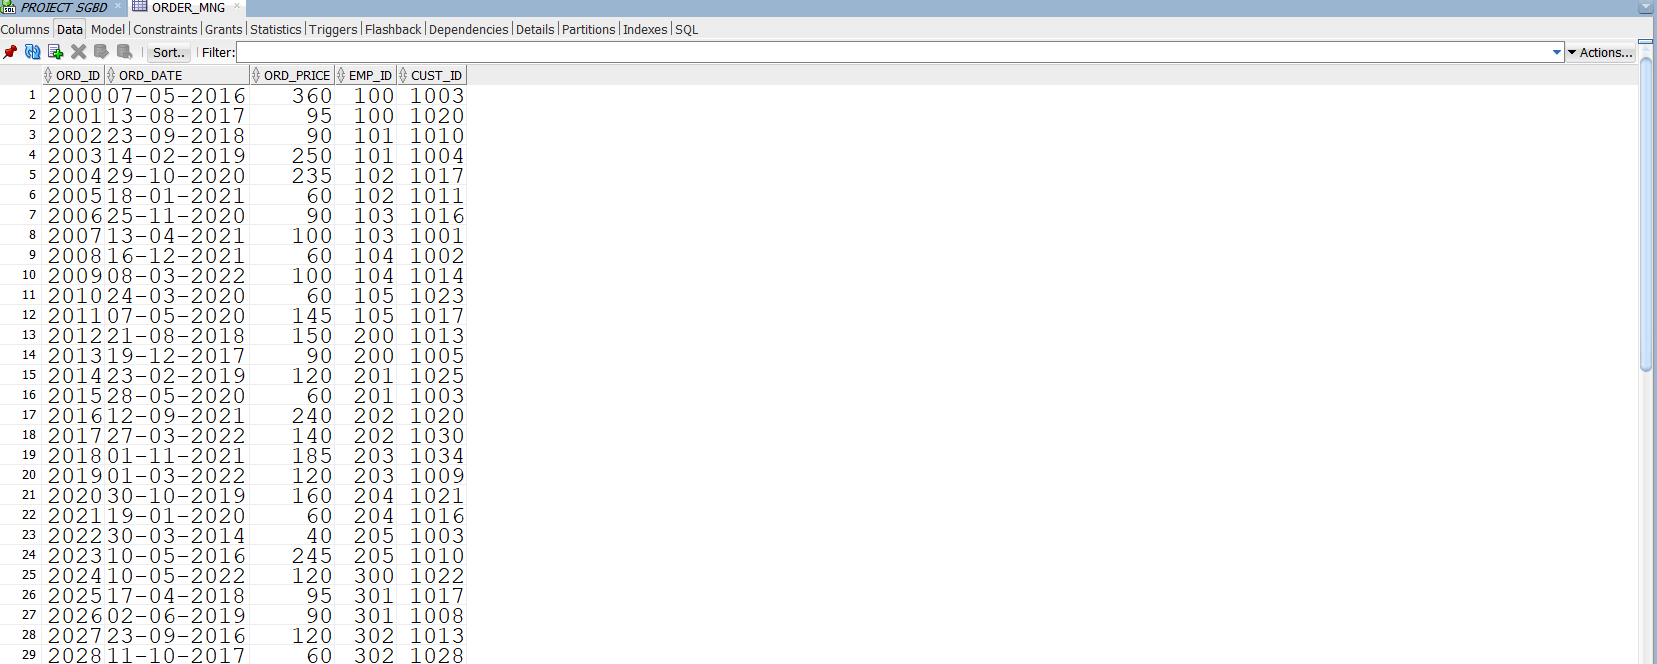 PROIECT SGBD ORDER_MNG
Columns Data Model Constraints Grants Statistics Triggers Flashback Dependencies Details Partitions Indexes SQL
Sort.. Filter: Actions...
ORD_ID ORD_DATE ORD_PRICE EMP_ID CUST_ID
1 2000 07-05-2016 360 100 1003
2 2001 13-08-2017 95 100 1020
3 2002 23-09-2018 90 101 1010
4 2003 14-02-2019 250 101 1004
5 2004 29-10-2020 235 102 1017
6 2005 18-01-2021 60 102 1011
7 2006 25-11-2020 90 103 1016
8 2007 13-04-2021 100 103 1001
9 2008 16-12-2021 60 104 1002
10 2009 08-03-2022 100 104 1014
11 2010 24-03-2020 60 105 1023
12 2011 07-05-2020 145 105 1017
13 2012 21-08-2018 150 200 1013
14 2013 19-12-2017 90 200 1005
15 2014 23-02-2019 120 201 1025
16 2015 28-05-2020 60 201 1003
17 2016 12-09-2021 240 202 1020
18 2017 27-03-2022 140 202 1030
19 2018 01-11-2021 185 203 1034
20 2019 01-03-2022 120 203 1009
21 2020 30-10-2019 160 204 1021
22 2021 19-01-2020 60 204 1016
23 2022 30-03-2014 40 205 1003
24 2023 10-05-2016 245 205 1010
25 2024 10-05-2022 120 300 1022
26 2025 17-04-2018 95 301 1017
27 2026 02-06-2019 90 301 1008
28 2027 23-09-2016 120 302 1013
29 2028 11-10-2017 60 302 1028